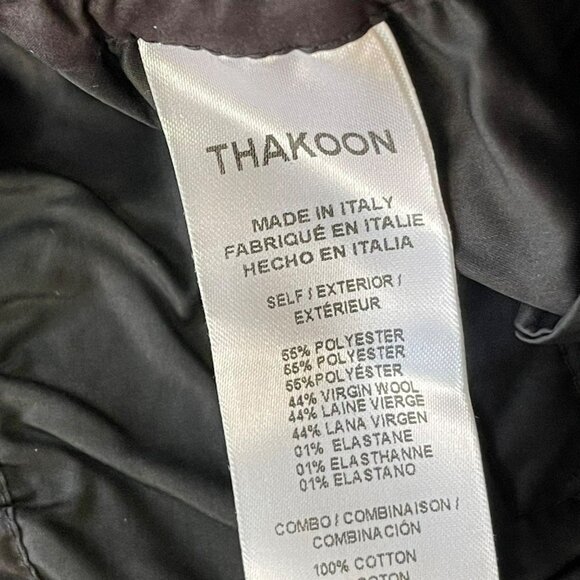 THAKOON
MADE IN ITALY
FABRIQUÉ EN ITALIE
HECHO EN ITALIA
SELF / EXTERIOR /
EXTÉRIEUR
55% POLYESTER
55% POLYESTER
55% POLYÉSTER
44% VIRGIN WOOL
44% LAINE VIERGE
44% LANA VIRGEN
01% ELASTANE
01% ELASTHANNE
01% ELASTANO
COMBO / COMBINAISON /
COMBINACIÓN
100% COTTON